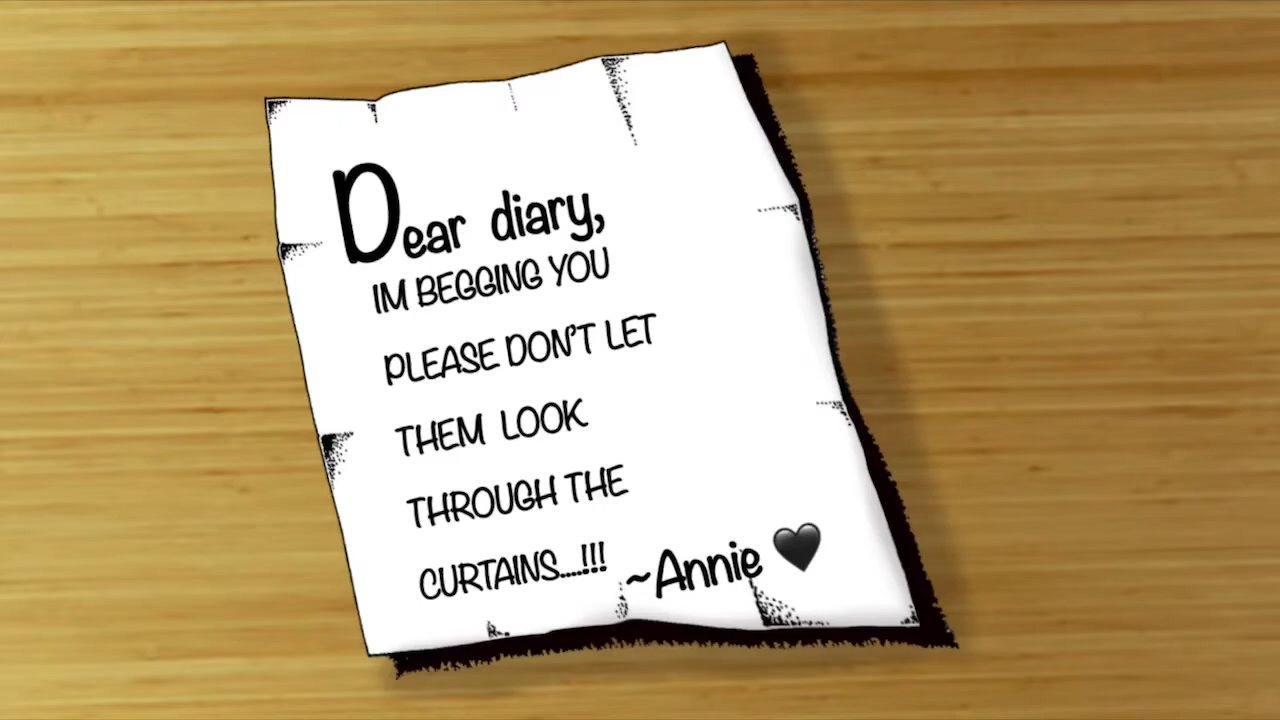 Dear diary,
IM BEGGING YOU
PLEASE DON'T LET
THEM LOOK
THROUGH THE
CURTAINS....!!!
~Annie 🖤